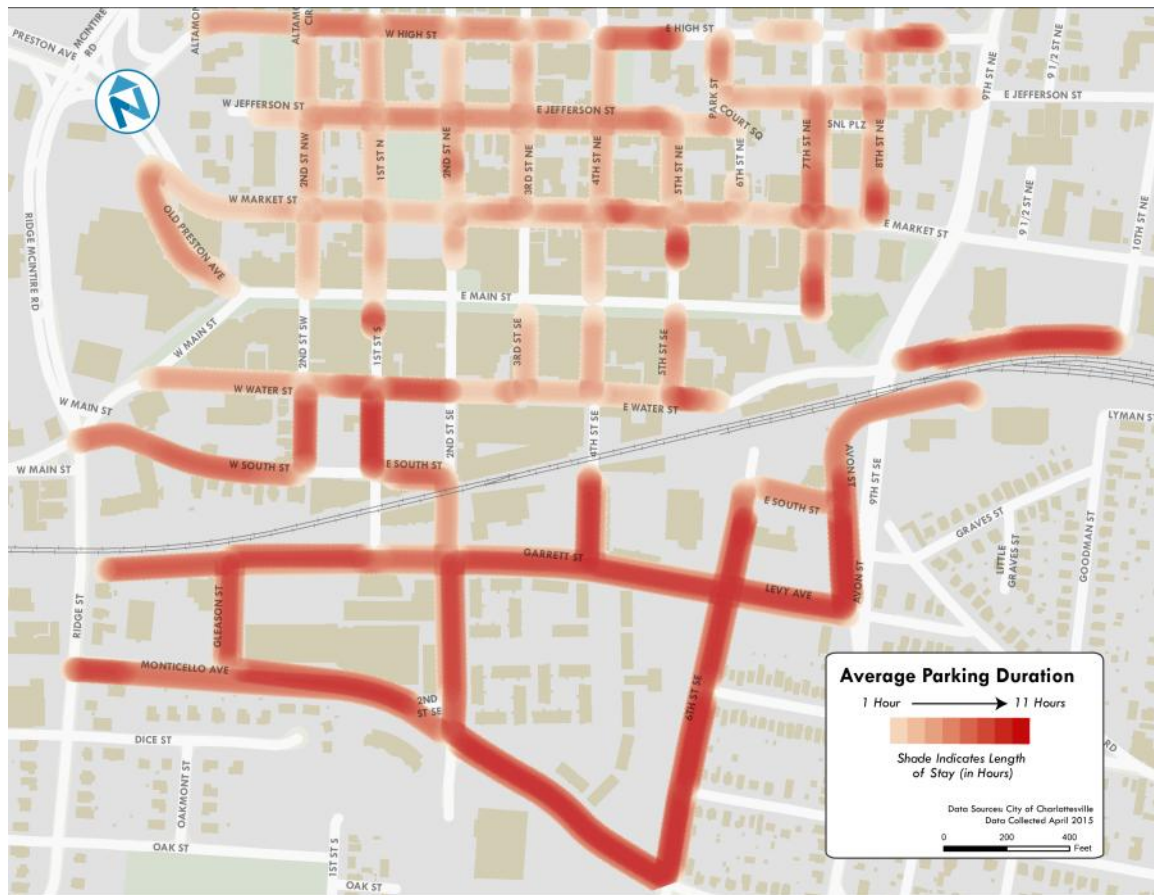 PRESTON AVE
MCINTIRE
RD
ALTAMON
ALTAMON
CIR
W HIGH ST
E HIGH ST
9TH ST NE
9 1/2 ST NE
N
W JEFFERSON ST
E JEFFERSON ST
PARK ST
COURT SQ
E JEFFERSON ST
SNL PLZ
2ND ST NW
1ST ST N
2ND ST NE
3RD ST NE
4TH ST NE
5TH ST NE
6TH ST NE
7TH ST NE
8TH ST NE
9 1/2 ST NE
10TH ST NE
W MARKET ST
E MARKET ST
OLD PRESTON AVE
RIDGE MCINTIRE RD
E MAIN ST
W MAIN ST
2ND ST SW
1ST ST S
3RD ST SE
5TH ST SE
W WATER ST
E WATER ST
W MAIN ST
2ND ST SE
4TH ST SE
LYMAN ST
W MAIN ST
W SOUTH ST
E SOUTH ST
AVON ST
9TH ST SE
E SOUTH ST
GRAVES ST
LITTLE
GRAVES ST
GOODMAN ST
GARRETT ST
LEVY AVE
AVON ST
RIDGE ST
GLEASON ST
MONTICELLO AVE
2ND
ST SE
6TH ST SE
DICE ST
OAKMONT ST
OAK ST
1ST ST S
OAK ST
RD
Average Parking Duration
1 Hour 11 Hours
Shade Indicates Length
of Stay (in Hours)
Data Sources: City of Charlattesville
Data Collected April 2015
0 200 400
Feet